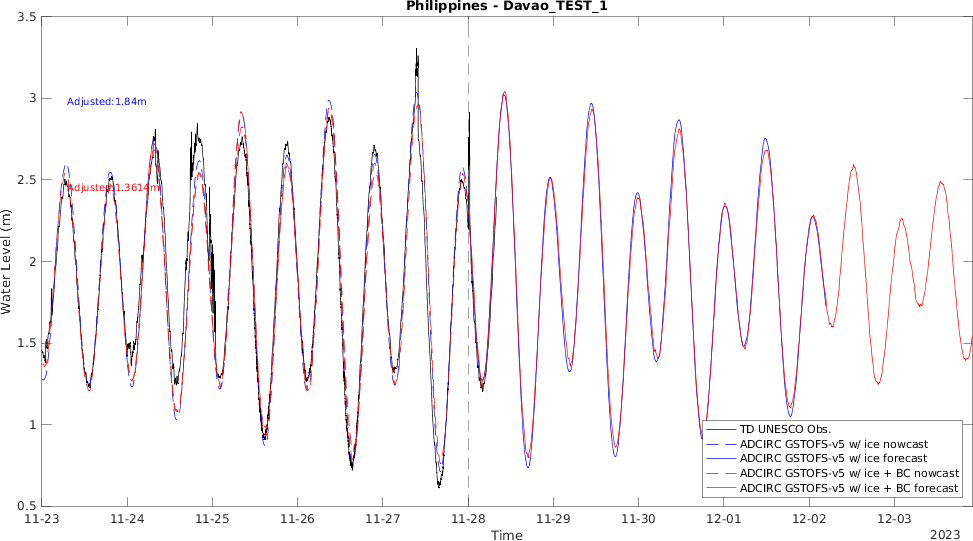 Philippines - Davao_TEST_1
3.5
3
2.5
2
1.5
1
0.5
Water Level (m)
Adjusted:1.84m
Adjusted:1.3614m
TD UNESCO Obs.
ADCIRC GSTOFS-v5 w/ ice nowcast
ADCIRC GSTOFS-v5 w/ ice forecast
ADCIRC GSTOFS-v5 w/ ice + BC nowcast
ADCIRC GSTOFS-v5 w/ ice + BC forecast
11-23 11-24 11-25 11-26 11-27 11-28 11-29 11-30 12-01 12-02 12-03
Time
2023